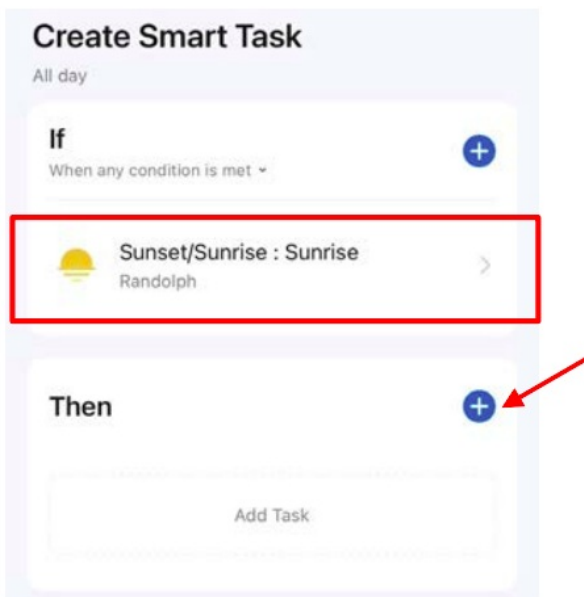 Create Smart Task
All day
If
When any condition is met
Sunset/Sunrise : Sunrise
Randolph
Then
Add Task